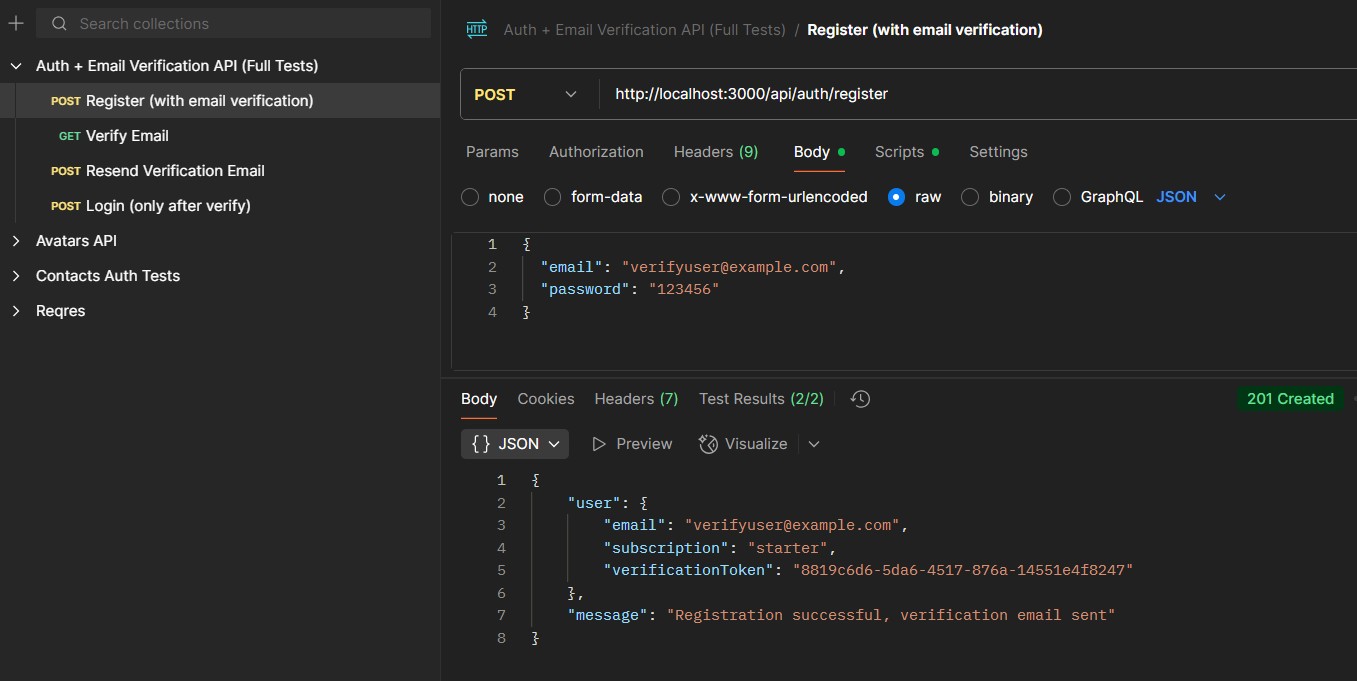 Search collections
Auth + Email Verification API (Full Tests)
POST Register (with email verification)
GET Verify Email
POST Resend Verification Email
POST Login (only after verify)
Avatars API
Contacts Auth Tests
Reqres
HTTP Auth + Email Verification API (Full Tests) / Register (with email verification)
POST http://localhost:3000/api/auth/register
Params Authorization Headers (9) Body Scripts Settings
none form-data x-www-form-urlencoded raw binary GraphQL JSON
1 {
2 "email": "verifyuser@example.com",
3 "password": "123456"
4 }
Body Cookies Headers (7) Test Results (2/2) 201 Created
{} JSON Preview Visualize
1 {
2 "user": {
3 "email": "verifyuser@example.com",
4 "subscription": "starter",
5 "verificationToken": "8819c6d6-5da6-4517-876a-14551e4f8247"
6 },
7 "message": "Registration successful, verification email sent"
8 }